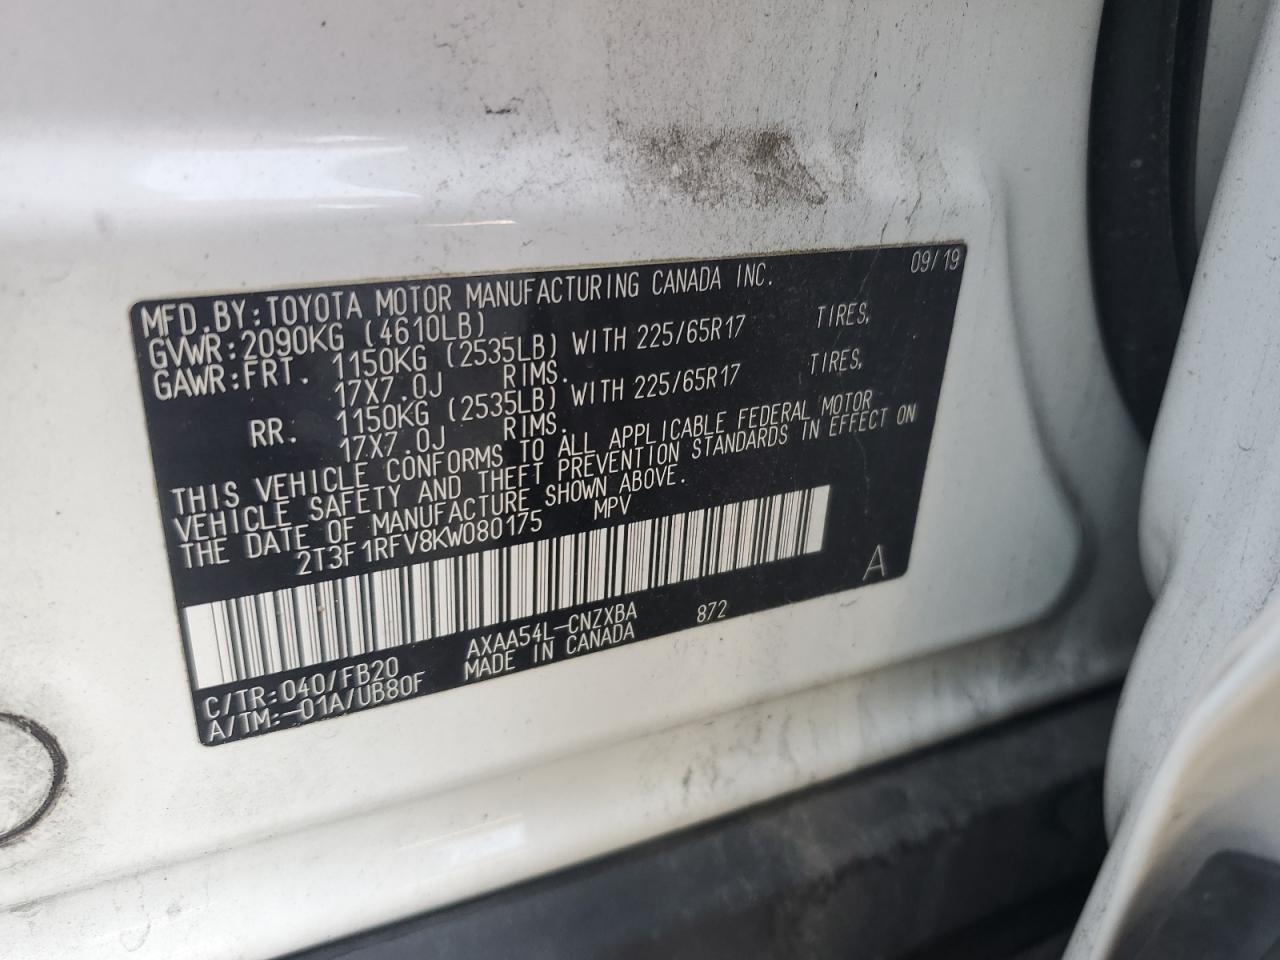 MFD.BY:TOYOTA MOTOR MANUFACTURING CANADA INC. 09/19
GVWR:2090KG (4610LB)
GAWR:FRT. 1150KG (2535LB) WITH 225/65R17 TIRES,
17X7.0J RIMS.
RR. 1150KG (2535LB) WITH 225/65R17 TIRES,
17X7.0J RIMS.
THIS VEHICLE CONFORMS TO ALL APPLICABLE FEDERAL MOTOR
VEHICLE SAFETY AND THEFT PREVENTION STANDARDS IN EFFECT ON
THE DATE OF MANUFACTURE SHOWN ABOVE.
2T3F1RFV8KW080175 MPV
A
C/TR:040/FB20 AXAA54L-CNZXBA 872
A/TM:-01A/UB80F MADE IN CANADA